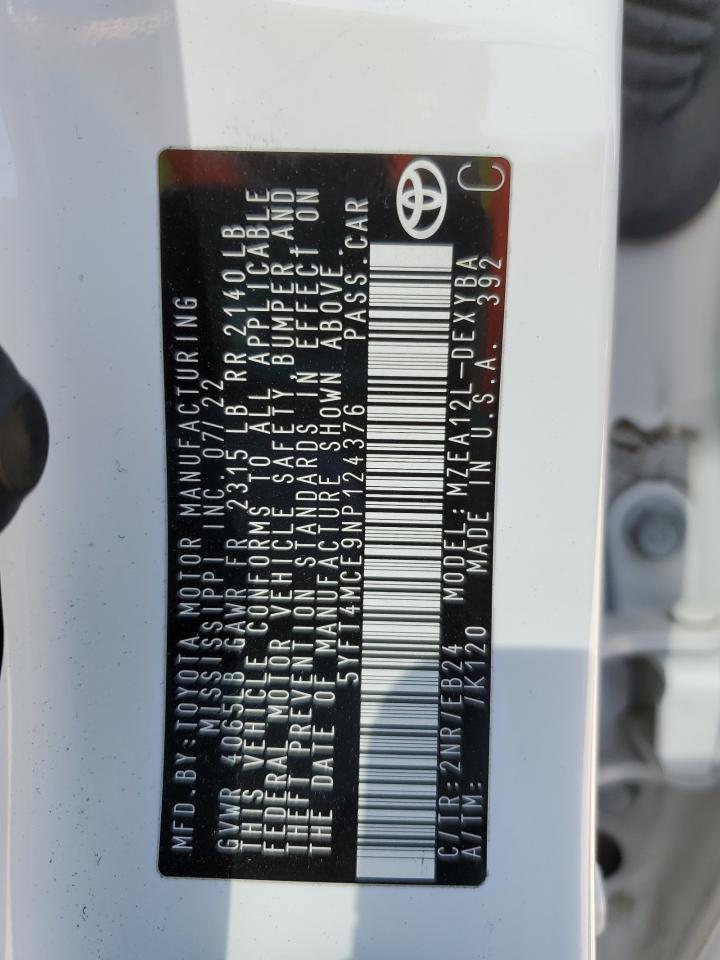 MFD.BY:TOYOTA MOTOR MANUFACTURING
MISSISSIPPI INC. 07/22
GVWR 4065LB GAWR FR 2315 LB RR 2140LB
THIS VEHICLE CONFORMS TO ALL APPLICABLE
FEDERAL MOTOR VEHICLE SAFETY, BUMPER, AND
THEFT PREVENTION STANDARDS IN EFFECT ON
THE DATE OF MANUFACTURE SHOWN ABOVE.
5YFT4MCE9NP124376 PASS.CAR
C/TR:2NR/EB24 MODEL:MZEA12L-DEXYBA
A/TM: /K120 MADE IN U.S.A. 392
C